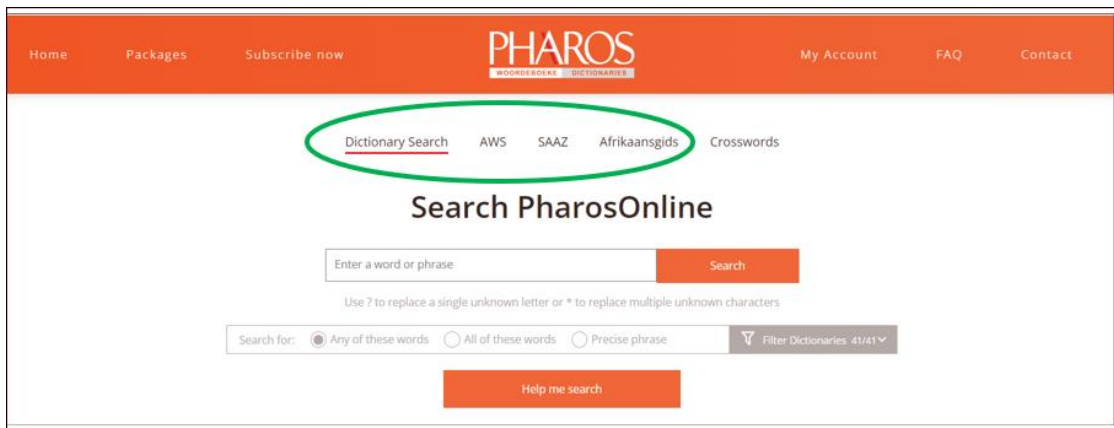 Home Packages Subscribe now PHAROS My Account FAQ Contact
WOORDEBOEKE DICTIONARIES
Dictionary Search AWS SAAZ Afrikaansgids Crosswords
Search PharosOnline
Enter a word or phrase Search
Use ? to replace a single unknown letter or * to replace multiple unknown characters
Search for: Any of these words All of these words Precise phrase Filter Dictionaries 41/41
Help me search